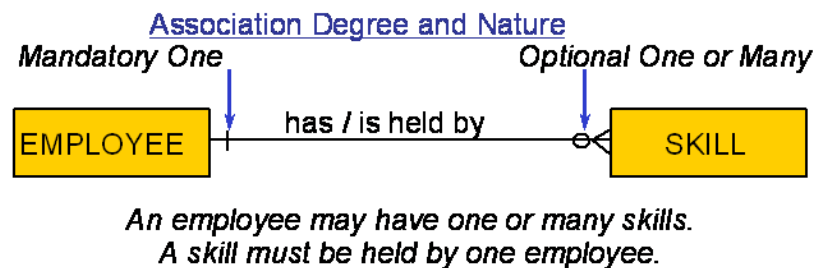 Association Degree and Nature
Mandatory One
Optional One or Many
EMPLOYEE
has / is held by
SKILL
An employee may have one or many skills.
A skill must be held by one employee.